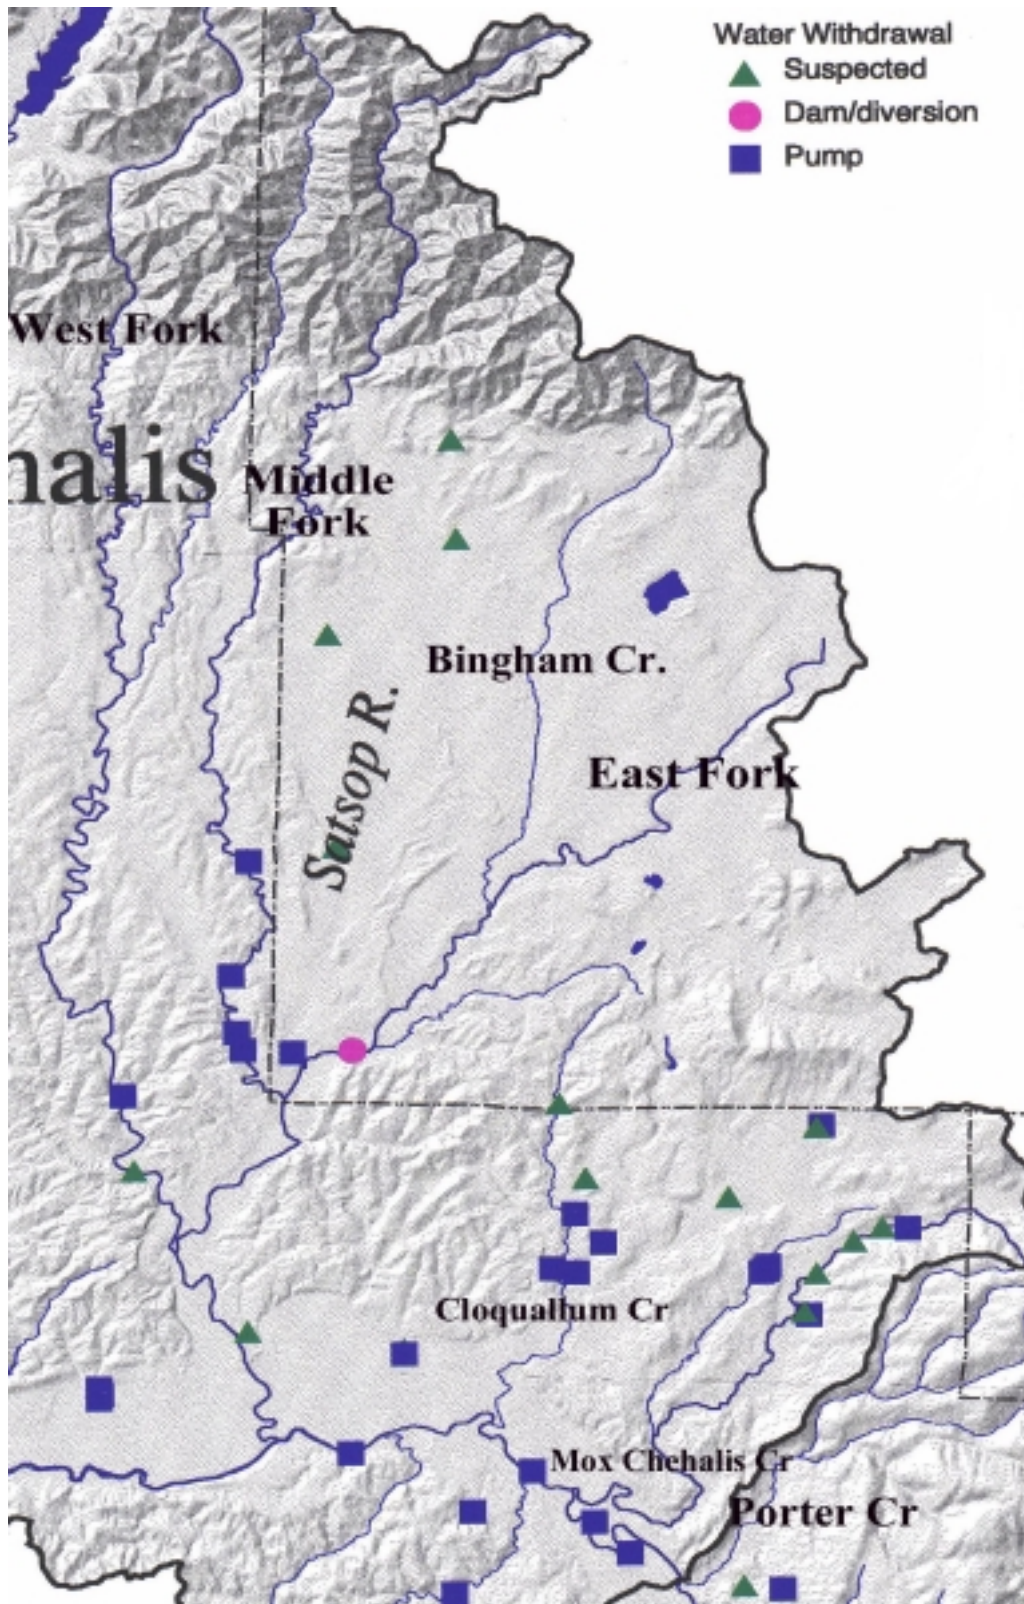 Water Withdrawal
Suspected
Dam/diversion
Pump
West Fork
halis
Middle
Fork
Bingham Cr.
Satsop R.
East Fork
Cloquallum Cr
Mox Chehalis Cr
Porter Cr